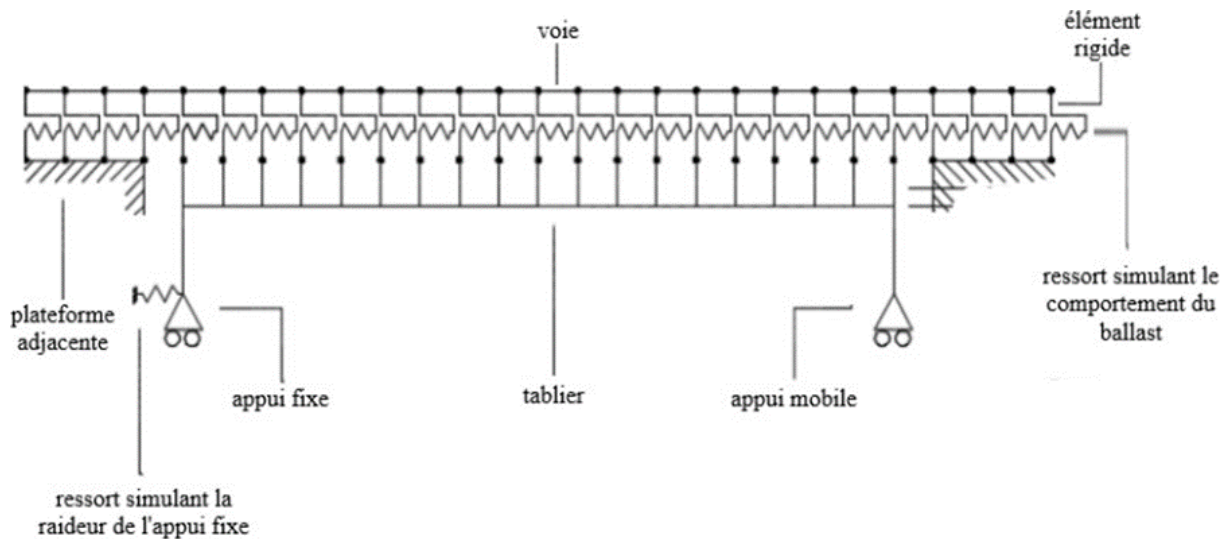 voie
élément
rigide
plateforme
adjacente
ressort simulant le
comportement du
ballast
appui fixe
tablier
appui mobile
ressort simulant la
raideur de l'appui fixe